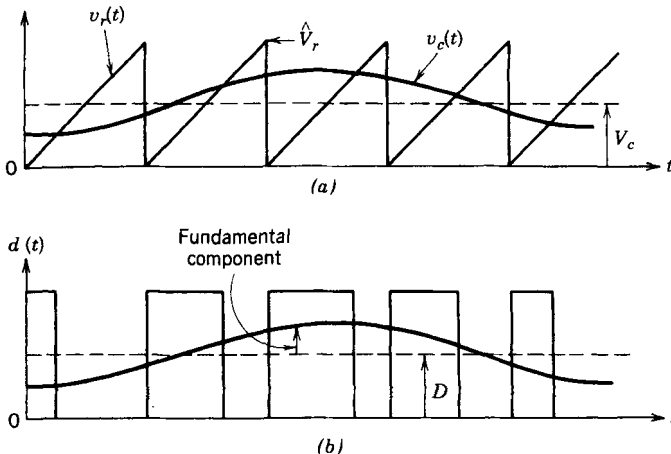 v_r(t)
V̂_r
v_c(t)
V_c
0
t
(a)
d (t)
Fundamental
component
D
0
(b)